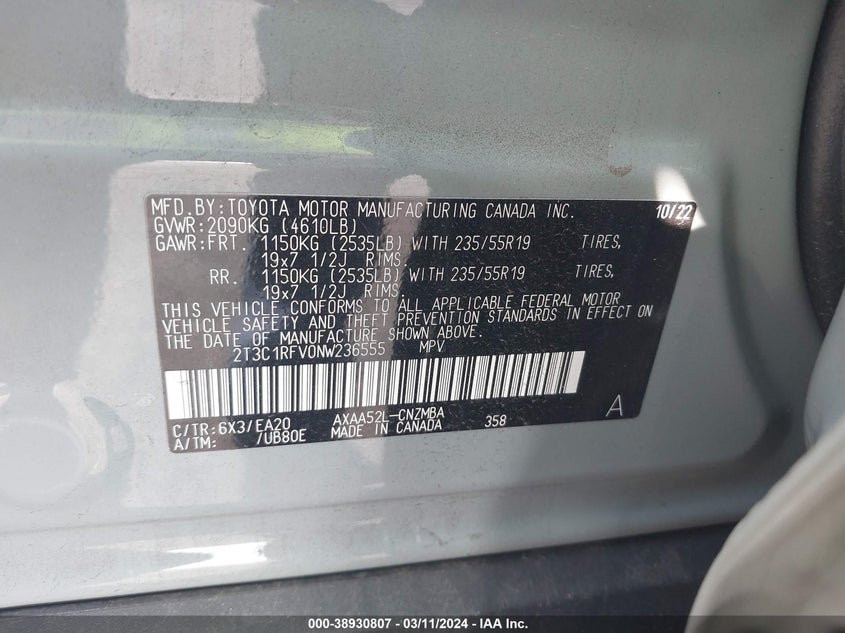 MFD.BY:TOYOTA MOTOR MANUFACTURING CANADA INC. 10/22
GVWR:2090KG (4610LB)
GAWR:FRT. 1150KG (2535LB) WITH 235/55R19 TIRES,
19x7 1/2J RIMS.
RR. 1150KG (2535LB) WITH 235/55R19 TIRES,
19x7 1/2J RIMS.
THIS VEHICLE CONFORMS TO ALL APPLICABLE FEDERAL MOTOR
VEHICLE SAFETY AND THEFT PREVENTION STANDARDS IN EFFECT ON
THE DATE OF MANUFACTURE SHOWN ABOVE.
2T3C1RFV0NW236555 MPV
C/TR:6X3/EA20 AXAA52L-CNZMBA 358 A
A/TM: /UB80E MADE IN CANADA
000-38930807 - 03/11/2024 - IAA Inc.